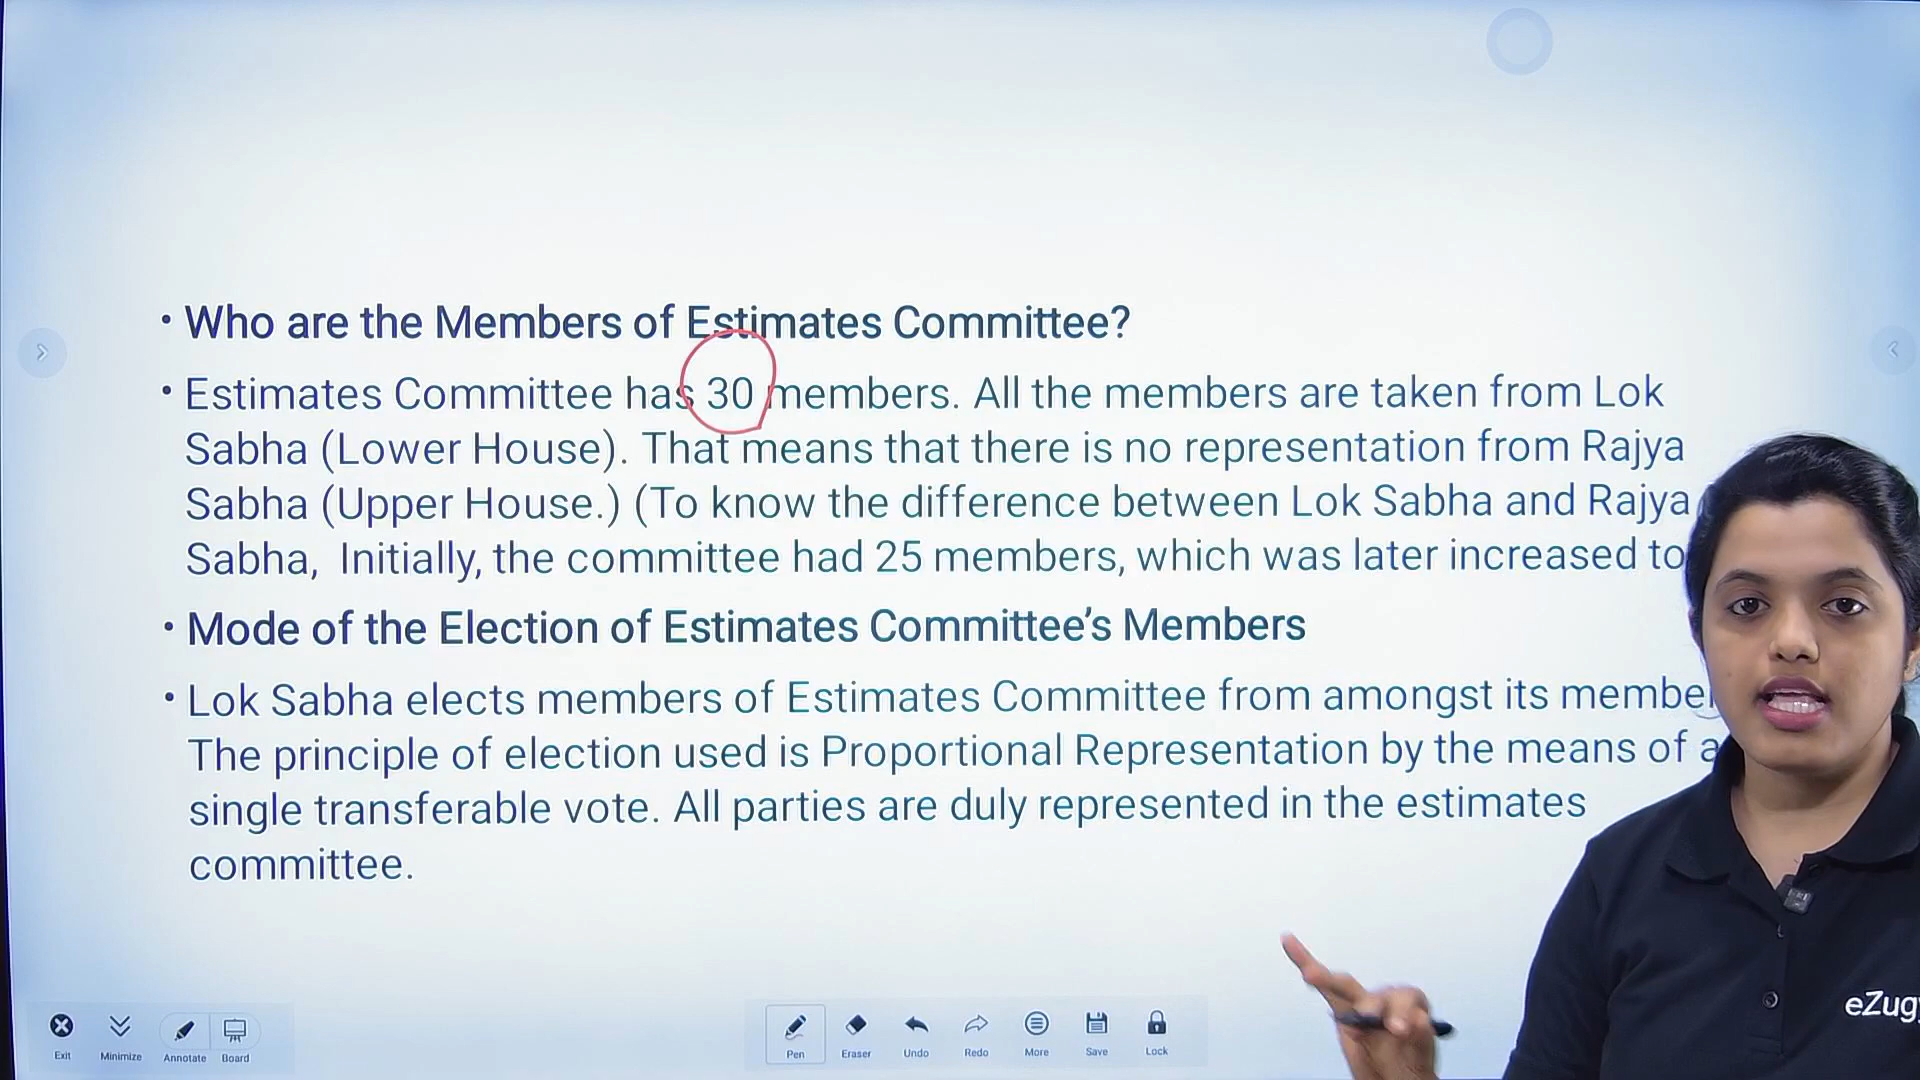 • Who are the Members of Estimates Committee?
• Estimates Committee has 30 members. All the members are taken from Lok
Sabha (Lower House). That means that there is no representation from Rajya
Sabha (Upper House.) (To know the difference between Lok Sabha and Rajya
Sabha, Initially, the committee had 25 members, which was later increased to
• Mode of the Election of Estimates Committee’s Members
• Lok Sabha elects members of Estimates Committee from amongst its
The principle of election used is Proportional Representation by the means of a
single transferable vote. All parties are duly represented in the estimates
committee.
eZug
Exit Minimize Annotate Board Pen Eraser Undo Redo More Save Lock